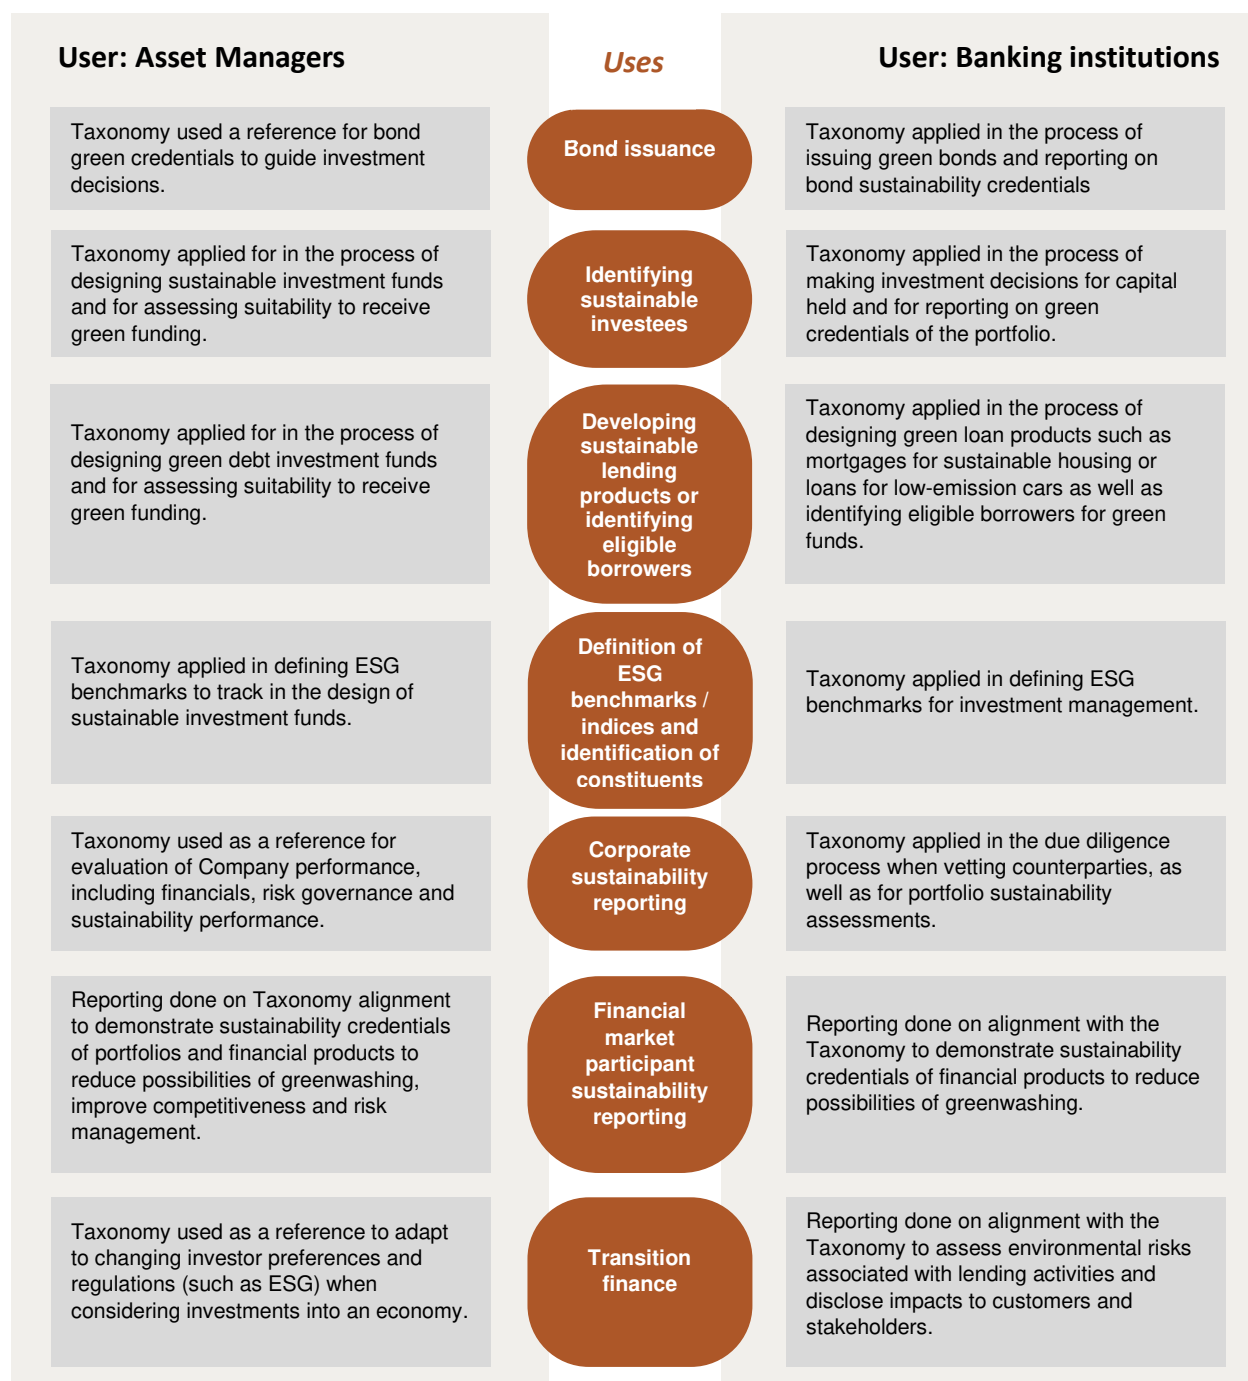 User: Asset Managers
Uses
User: Banking institutions
Taxonomy used a reference for bond
green credentials to guide investment
decisions.
Bond issuance
Taxonomy applied in the process of
issuing green bonds and reporting on
bond sustainability credentials
Taxonomy applied for in the process of
designing sustainable investment funds
and for assessing suitability to receive
green funding.
Identifying
sustainable
investees
Taxonomy applied in the process of
making investment decisions for capital
held and for reporting on green
credentials of the portfolio.
Taxonomy applied for in the process of
designing green debt investment funds
and for assessing suitability to receive
green funding.
Developing
sustainable
lending
products or
identifying
eligible
borrowers
Taxonomy applied in the process of
designing green loan products such as
mortgages for sustainable housing or
loans for low-emission cars as well as
identifying eligible borrowers for green
funds.
Taxonomy applied in defining ESG
benchmarks to track in the design of
sustainable investment funds.
Definition of
ESG
benchmarks /
indices and
identification of
constituents
Taxonomy applied in defining ESG
benchmarks for investment management.
Taxonomy used as a reference for
evaluation of Company performance,
including financials, risk governance and
sustainability performance.
Corporate
sustainability
reporting
Taxonomy applied in the due diligence
process when vetting counterparties, as
well as for portfolio sustainability
assessments.
Reporting done on Taxonomy alignment
to demonstrate sustainability credentials
of portfolios and financial products to
reduce possibilities of greenwashing,
improve competitiveness and risk
management.
Financial
market
participant
sustainability
reporting
Reporting done on alignment with the
Taxonomy to demonstrate sustainability
credentials of financial products to reduce
possibilities of greenwashing.
Taxonomy used as a reference to adapt
to changing investor preferences and
regulations (such as ESG) when
considering investments into an economy.
Transition
finance
Reporting done on alignment with the
Taxonomy to assess environmental risks
associated with lending activities and
disclose impacts to customers and
stakeholders.